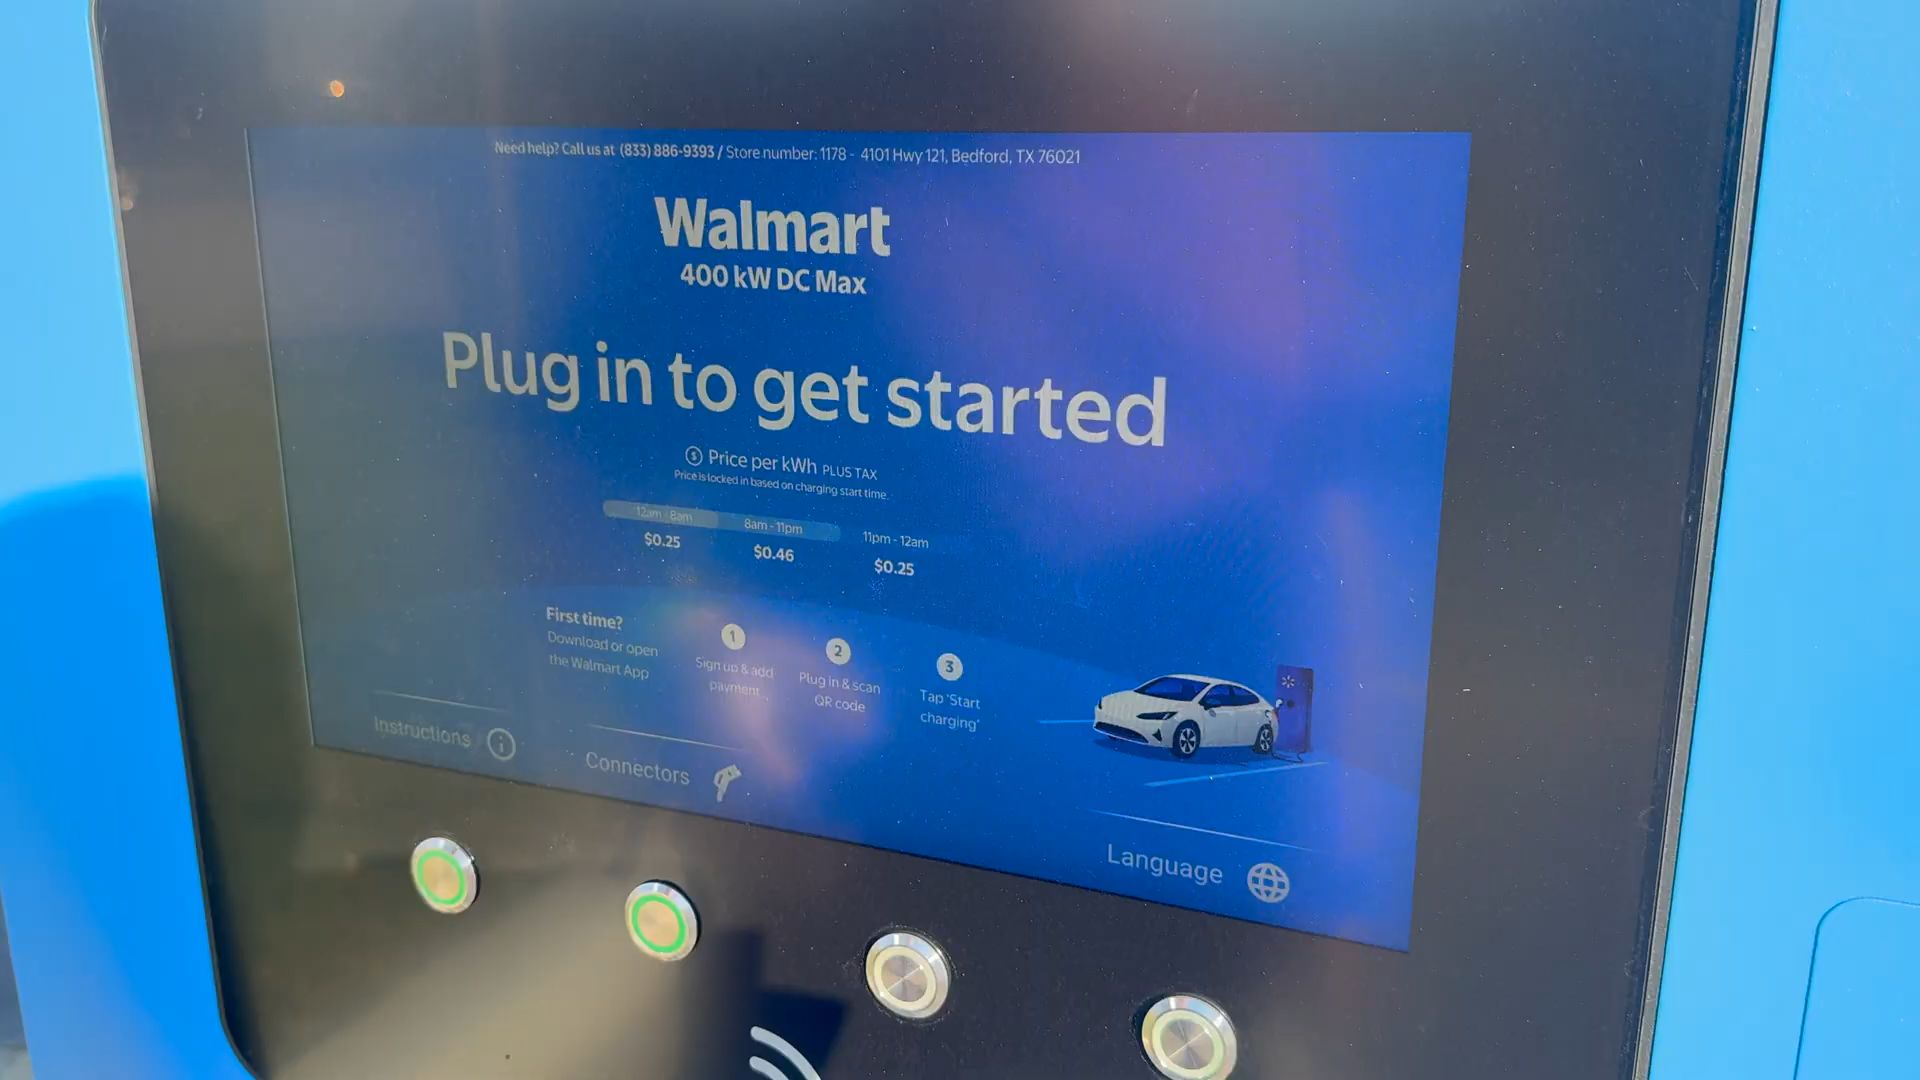 Need help? Call us at (833) 886-9393 / Store number: 1178 - 4101 Hwy 121, Bedford, TX 76021
Walmart
400 kW DC Max
Plug in to get started
Price per kWh PLUS TAX
Price is locked in based on charging start time.
12am - 8am 8am - 11pm 11pm - 12am
$0.25 $0.46 $0.25
First time?
Download or open
the Walmart App
1
Sign up & add
payment
2
Plug in & scan
QR code
3
Tap 'Start
charging'
Instructions
Connectors
Language